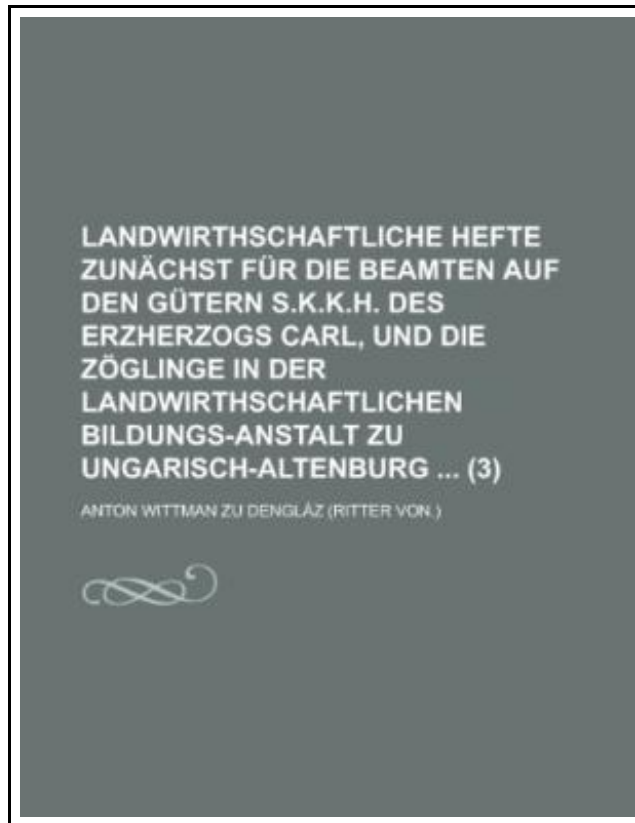 LANDWIRTHSCHAFTLICHE HEFTE
ZUNÄCHST FÜR DIE BEAMTEN AUF
DEN GÜTERN S.K.K.H. DES
ERZHERZOGS CARL, UND DIE
ZÖGLINGE IN DER
LANDWIRTHSCHAFTLICHEN
BILDUNGS-ANSTALT ZU
UNGARISCH-ALTENBURG ... (3)
ANTON WITTMAN ZU DENGLÁZ (RITTER VON.)